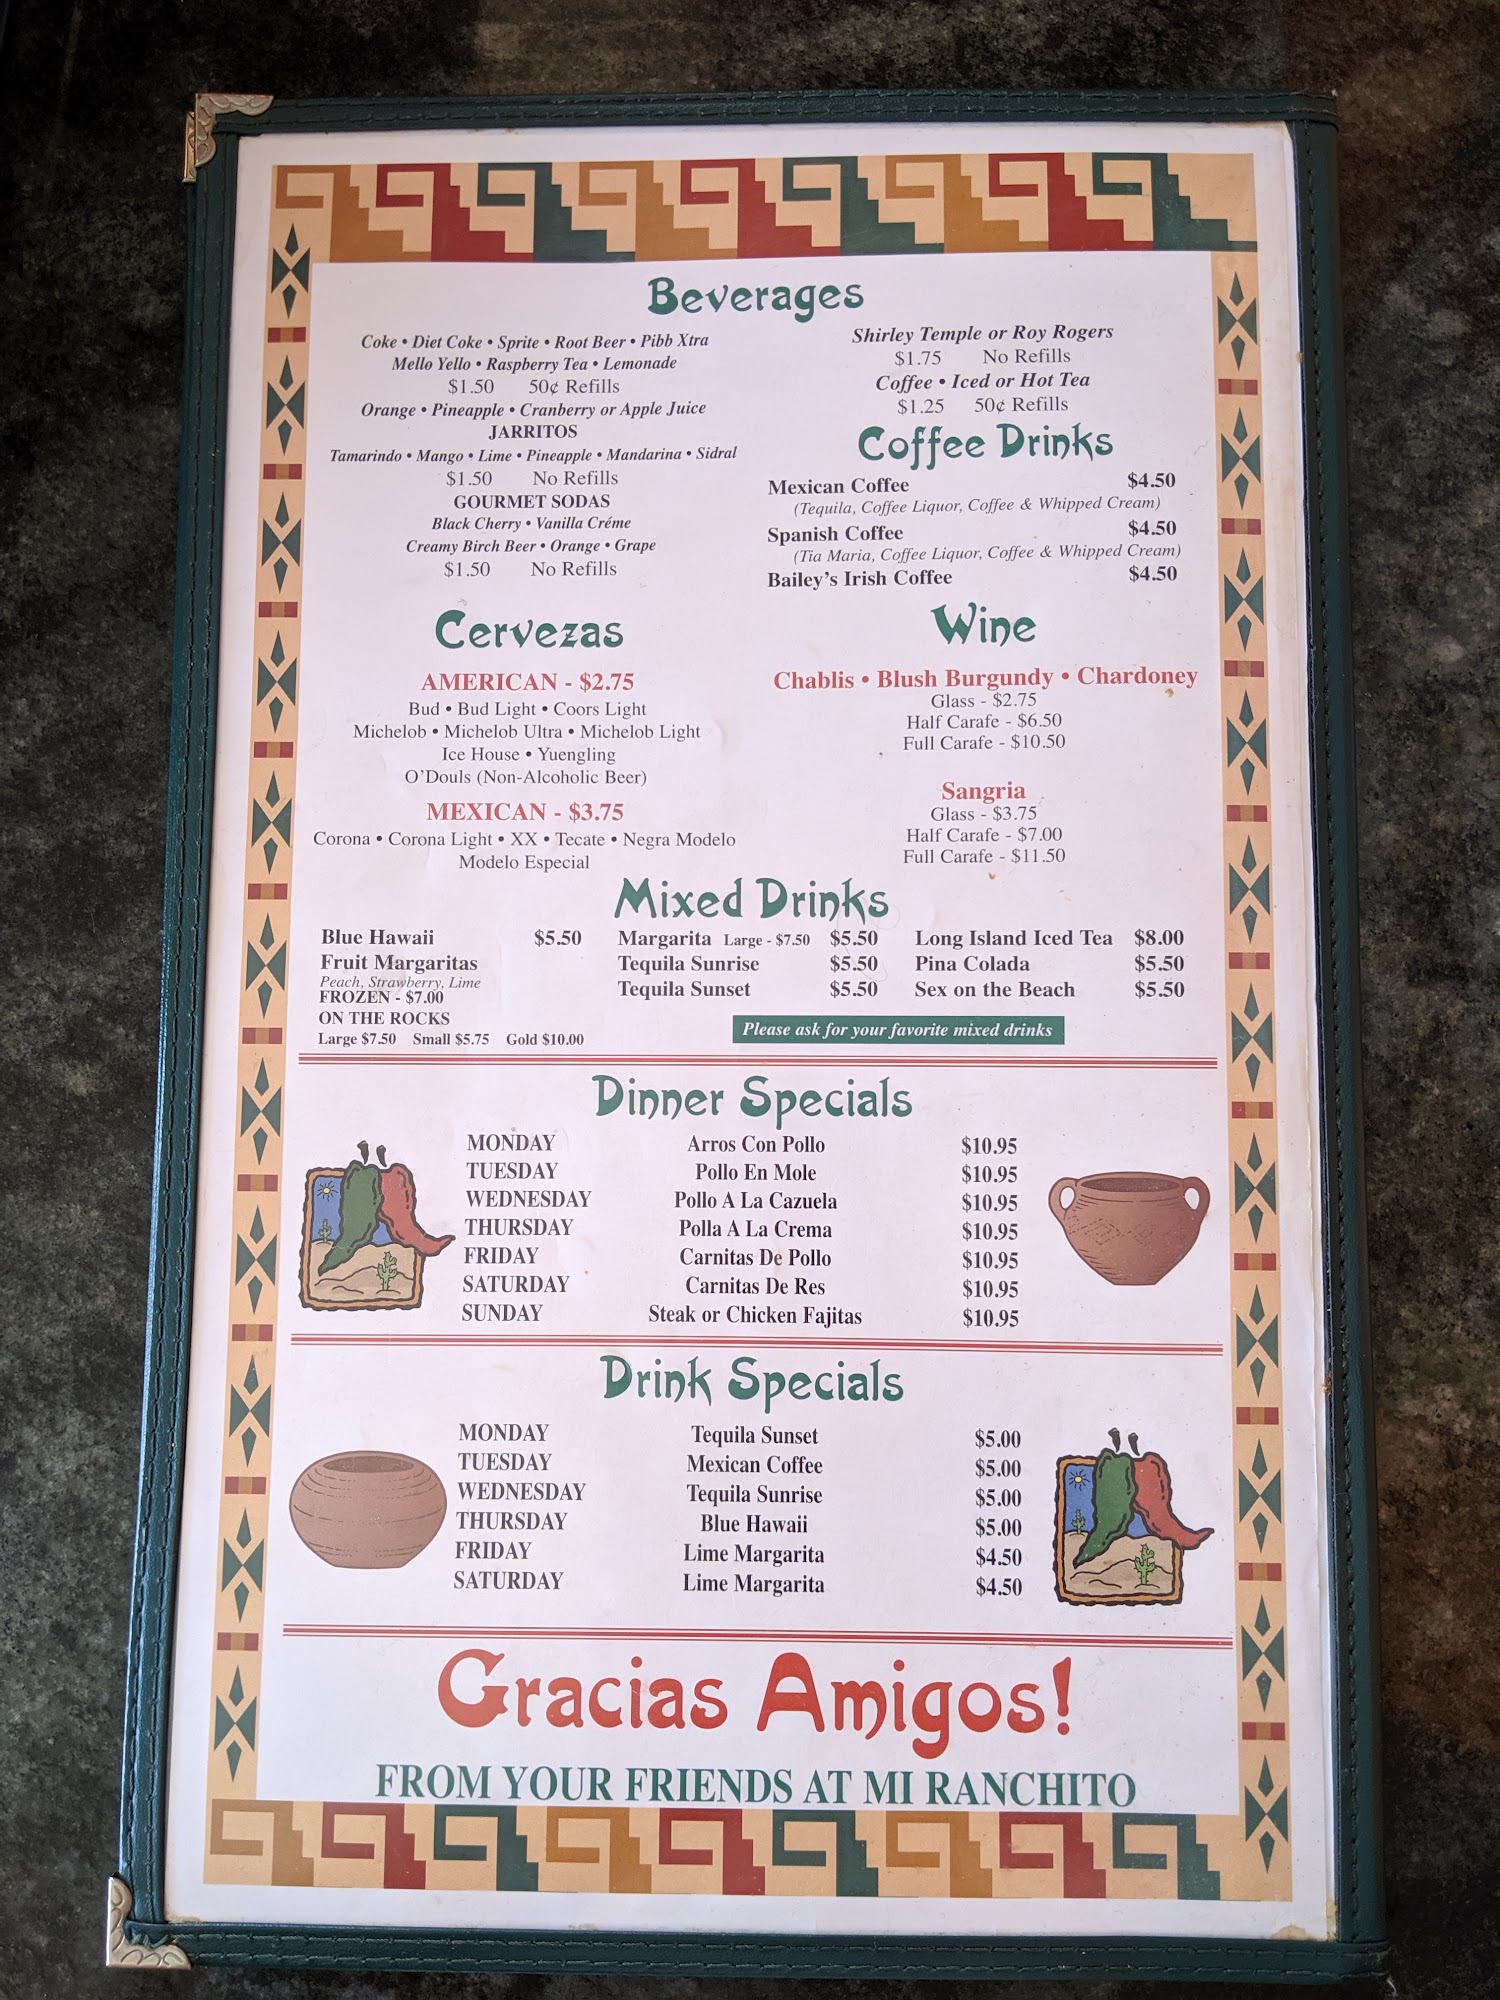 Beverages
Coke • Diet Coke • Sprite • Root Beer • Pibb Xtra
Mello Yello • Raspberry Tea • Lemonade
$1.50 50¢ Refills
Orange • Pineapple • Cranberry or Apple Juice
JARRITOS
Tamarindo • Mango • Lime • Pineapple • Mandarina • Sidral
$1.50 No Refills
GOURMET SODAS
Black Cherry • Vanilla Créme
Creamy Birch Beer • Orange • Grape
$1.50 No Refills
Shirley Temple or Roy Rogers
$1.75 No Refills
Coffee • Iced or Hot Tea
$1.25 50¢ Refills
Coffee Drinks
Mexican Coffee $4.50
(Tequila, Coffee Liquor, Coffee & Whipped Cream)
Spanish Coffee $4.50
(Tia Maria, Coffee Liquor, Coffee & Whipped Cream)
Bailey's Irish Coffee $4.50
Cervezas
AMERICAN - $2.75
Bud • Bud Light • Coors Light
Michelob • Michelob Ultra • Michelob Light
Ice House • Yuengling
O'Douls (Non-Alcoholic Beer)
MEXICAN - $3.75
Corona • Corona Light • XX • Tecate • Negra Modelo
Modelo Especial
Wine
Chablis • Blush Burgundy • Chardoney
Glass - $2.75
Half Carafe - $6.50
Full Carafe - $10.50
Sangria
Glass - $3.75
Half Carafe - $7.00
Full Carafe - $11.50
Mixed Drinks
Blue Hawaii $5.50
Fruit Margaritas
Peach, Strawberry, Lime
FROZEN - $7.00
ON THE ROCKS
Large $7.50 Small $5.75 Gold $10.00
Margarita Large - $7.50 $5.50
Tequila Sunrise $5.50
Tequila Sunset $5.50
Long Island Iced Tea $8.00
Pina Colada $5.50
Sex on the Beach $5.50
Please ask for your favorite mixed drinks
Dinner Specials
MONDAY Arros Con Pollo $10.95
TUESDAY Pollo En Mole $10.95
WEDNESDAY Pollo A La Cazuela $10.95
THURSDAY Polla A La Crema $10.95
FRIDAY Carnitas De Pollo $10.95
SATURDAY Carnitas De Res $10.95
SUNDAY Steak or Chicken Fajitas $10.95
Drink Specials
MONDAY Tequila Sunset $5.00
TUESDAY Mexican Coffee $5.00
WEDNESDAY Tequila Sunrise $5.00
THURSDAY Blue Hawaii $5.00
FRIDAY Lime Margarita $4.50
SATURDAY Lime Margarita $4.50
Gracias Amigos!
FROM YOUR FRIENDS AT MI RANCHITO